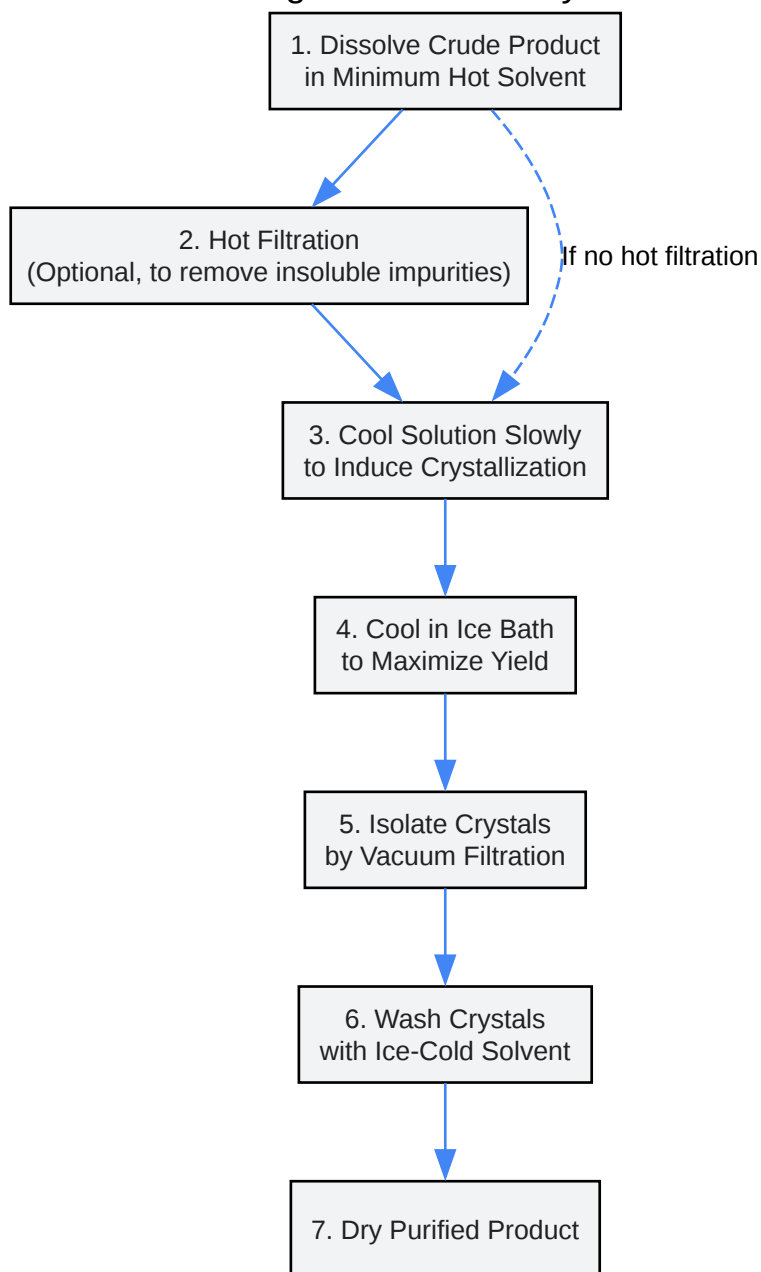 1. Dissolve Crude Product
in Minimum Hot Solvent
2. Hot Filtration
(Optional, to remove insoluble impurities)
If no hot filtration
3. Cool Solution Slowly
to Induce Crystallization
4. Cool in Ice Bath
to Maximize Yield
5. Isolate Crystals
by Vacuum Filtration
6. Wash Crystals
with Ice-Cold Solvent
7. Dry Purified Product